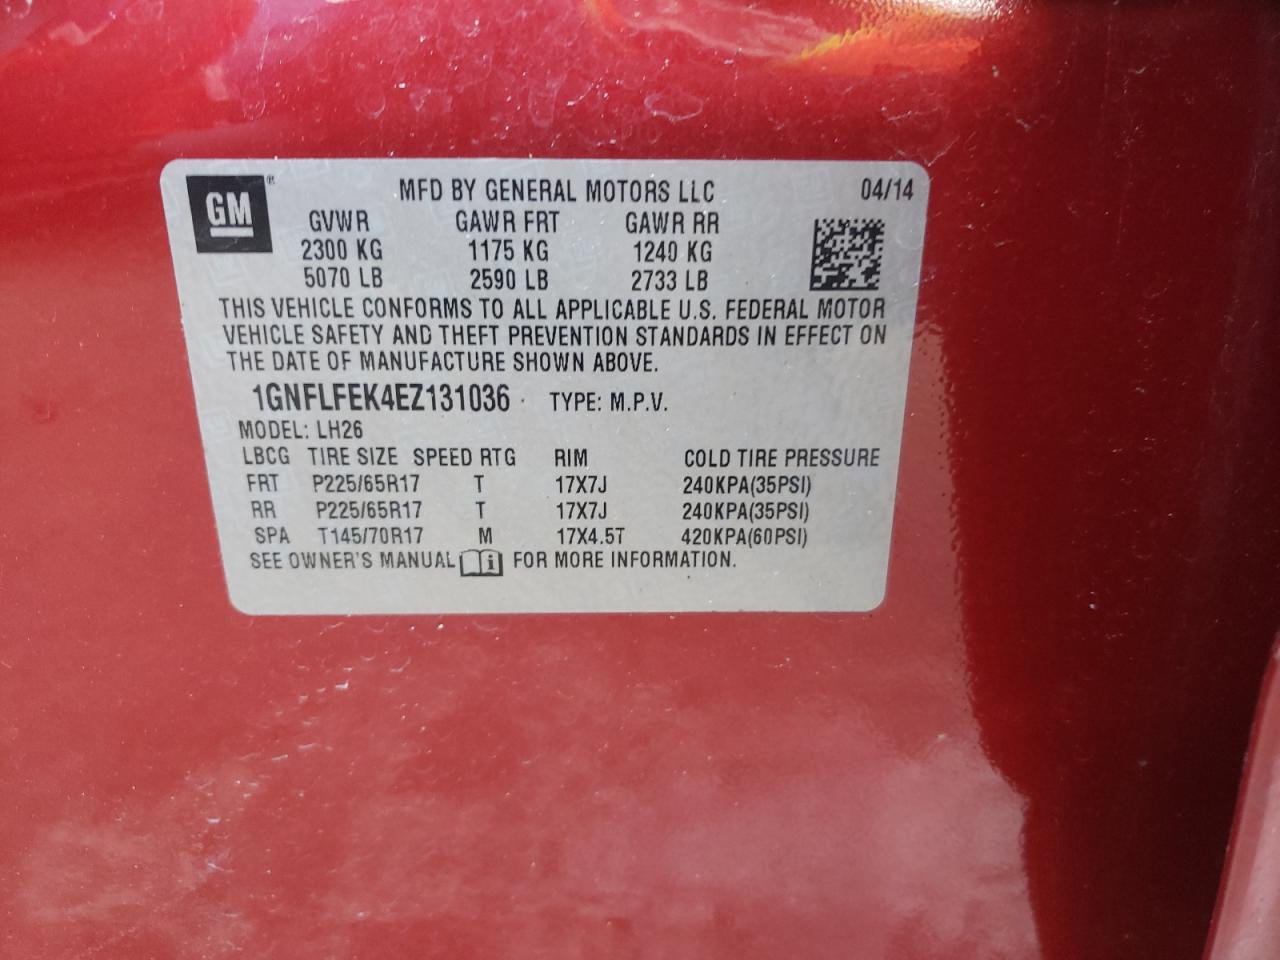 GM ® MFD BY GENERAL MOTORS LLC 04/14
GVWR GAWR FRT GAWR RR
2300 KG 1175 KG 1240 KG
5070 LB 2590 LB 2733 LB
THIS VEHICLE CONFORMS TO ALL APPLICABLE U.S. FEDERAL MOTOR
VEHICLE SAFETY AND THEFT PREVENTION STANDARDS IN EFFECT ON
THE DATE OF MANUFACTURE SHOWN ABOVE.
1GNFLFEK4EZ131036 TYPE: M.P.V.
MODEL: LH26
LBCG TIRE SIZE SPEED RTG RIM COLD TIRE PRESSURE
FRT P225/65R17 T 17X7J 240KPA(35PSI)
RR P225/65R17 T 17X7J 240KPA(35PSI)
SPA T145/70R17 M 17X4.5T 420KPA(60PSI)
SEE OWNER'S MANUAL i FOR MORE INFORMATION.